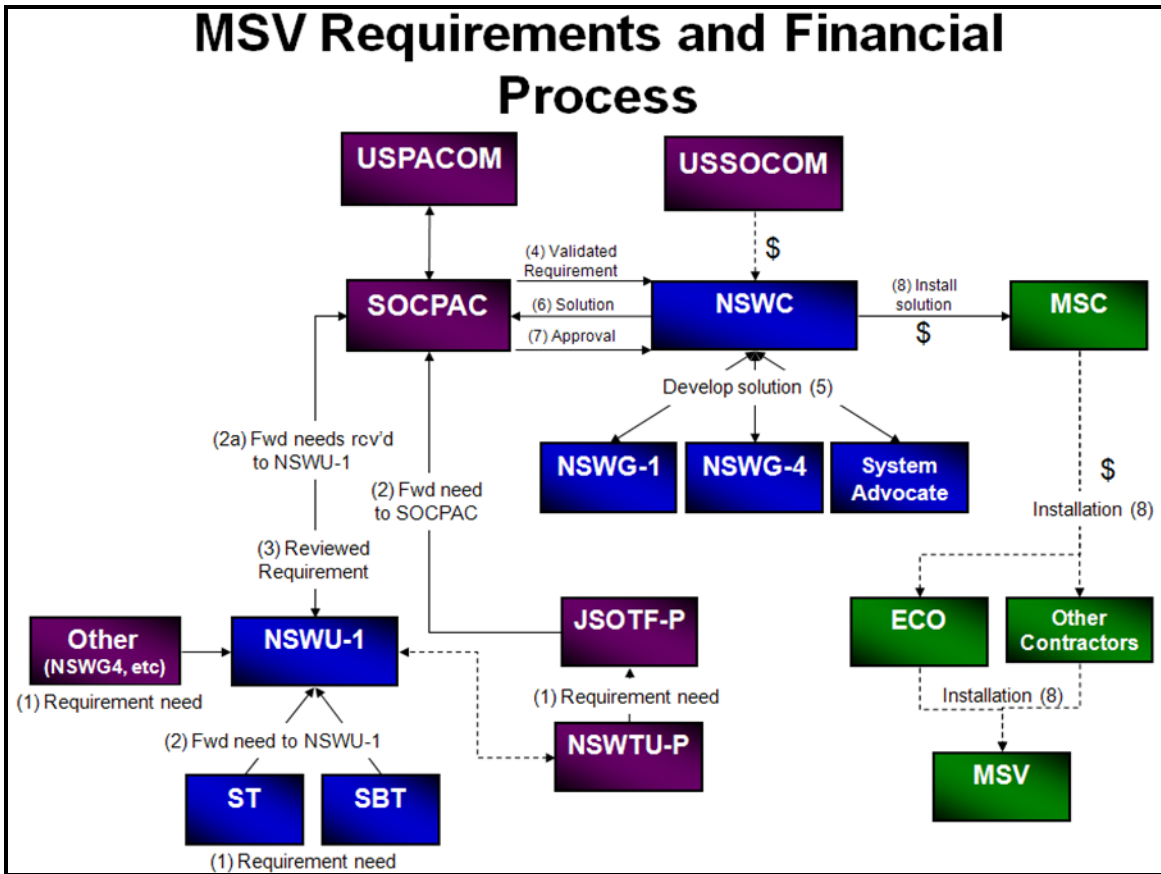 MSV Requirements and Financial
Process
USPACOM
USSOCOM
$
(4) Validated
Requirement
(8) Install
solution
SOCPAC
(6) Solution
NSWC
MSC
(7) Approval
$
Develop solution (5)
(2a) Fwd needs rcv'd
to NSWU-1
NSWG-1
NSWG-4
System
Advocate
$
(2) Fwd need
to SOCPAC
Installation (8)
(3) Reviewed
Requirement
Other
(NSWG4, etc)
NSWU-1
JSOTF-P
ECO
Other
Contractors
(1) Requirement need
(1) Requirement need
Installation (8)
(2) Fwd need to NSWU-1
NSWTU-P
MSV
ST
SBT
(1) Requirement need